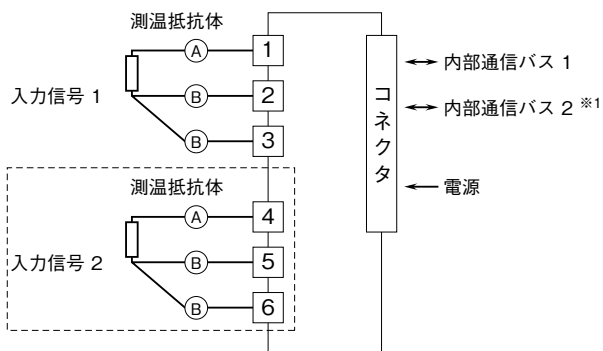 測温抵抗体
入力信号 1
A 1
B 2
B 3
測温抵抗体
入力信号 2
A 4
B 5
B 6
コネクタ
内部通信バス 1
内部通信バス 2 ※1
電源